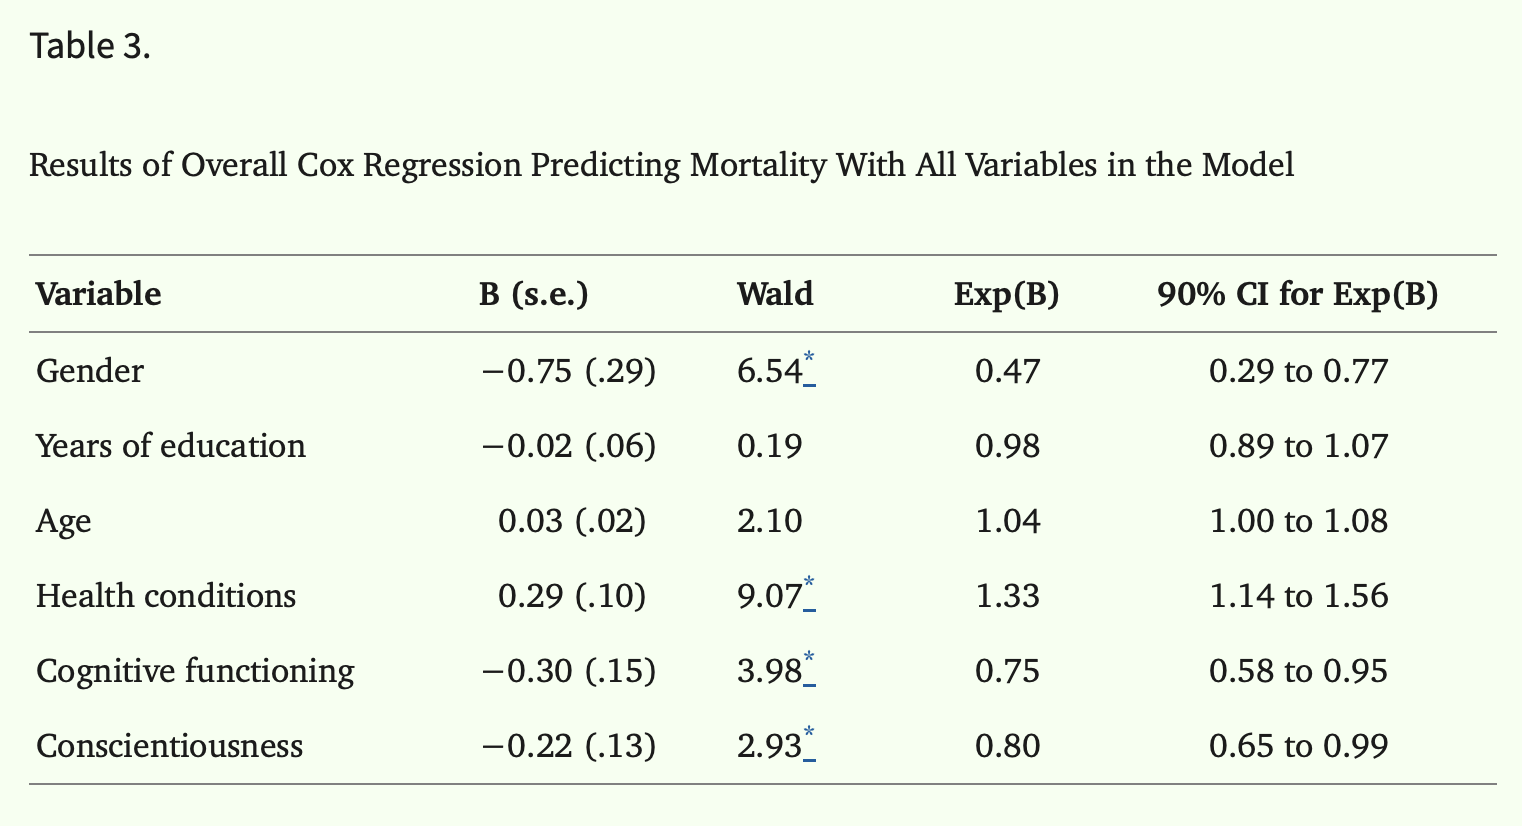 Table 3.
Results of Overall Cox Regression Predicting Mortality With All Variables in the Model
Variable B (s.e.) Wald Exp(B) 90% CI for Exp(B)
Gender −0.75 (.29) 6.54* 0.47 0.29 to 0.77
Years of education −0.02 (.06) 0.19 0.98 0.89 to 1.07
Age 0.03 (.02) 2.10 1.04 1.00 to 1.08
Health conditions 0.29 (.10) 9.07* 1.33 1.14 to 1.56
Cognitive functioning −0.30 (.15) 3.98* 0.75 0.58 to 0.95
Conscientiousness −0.22 (.13) 2.93* 0.80 0.65 to 0.99